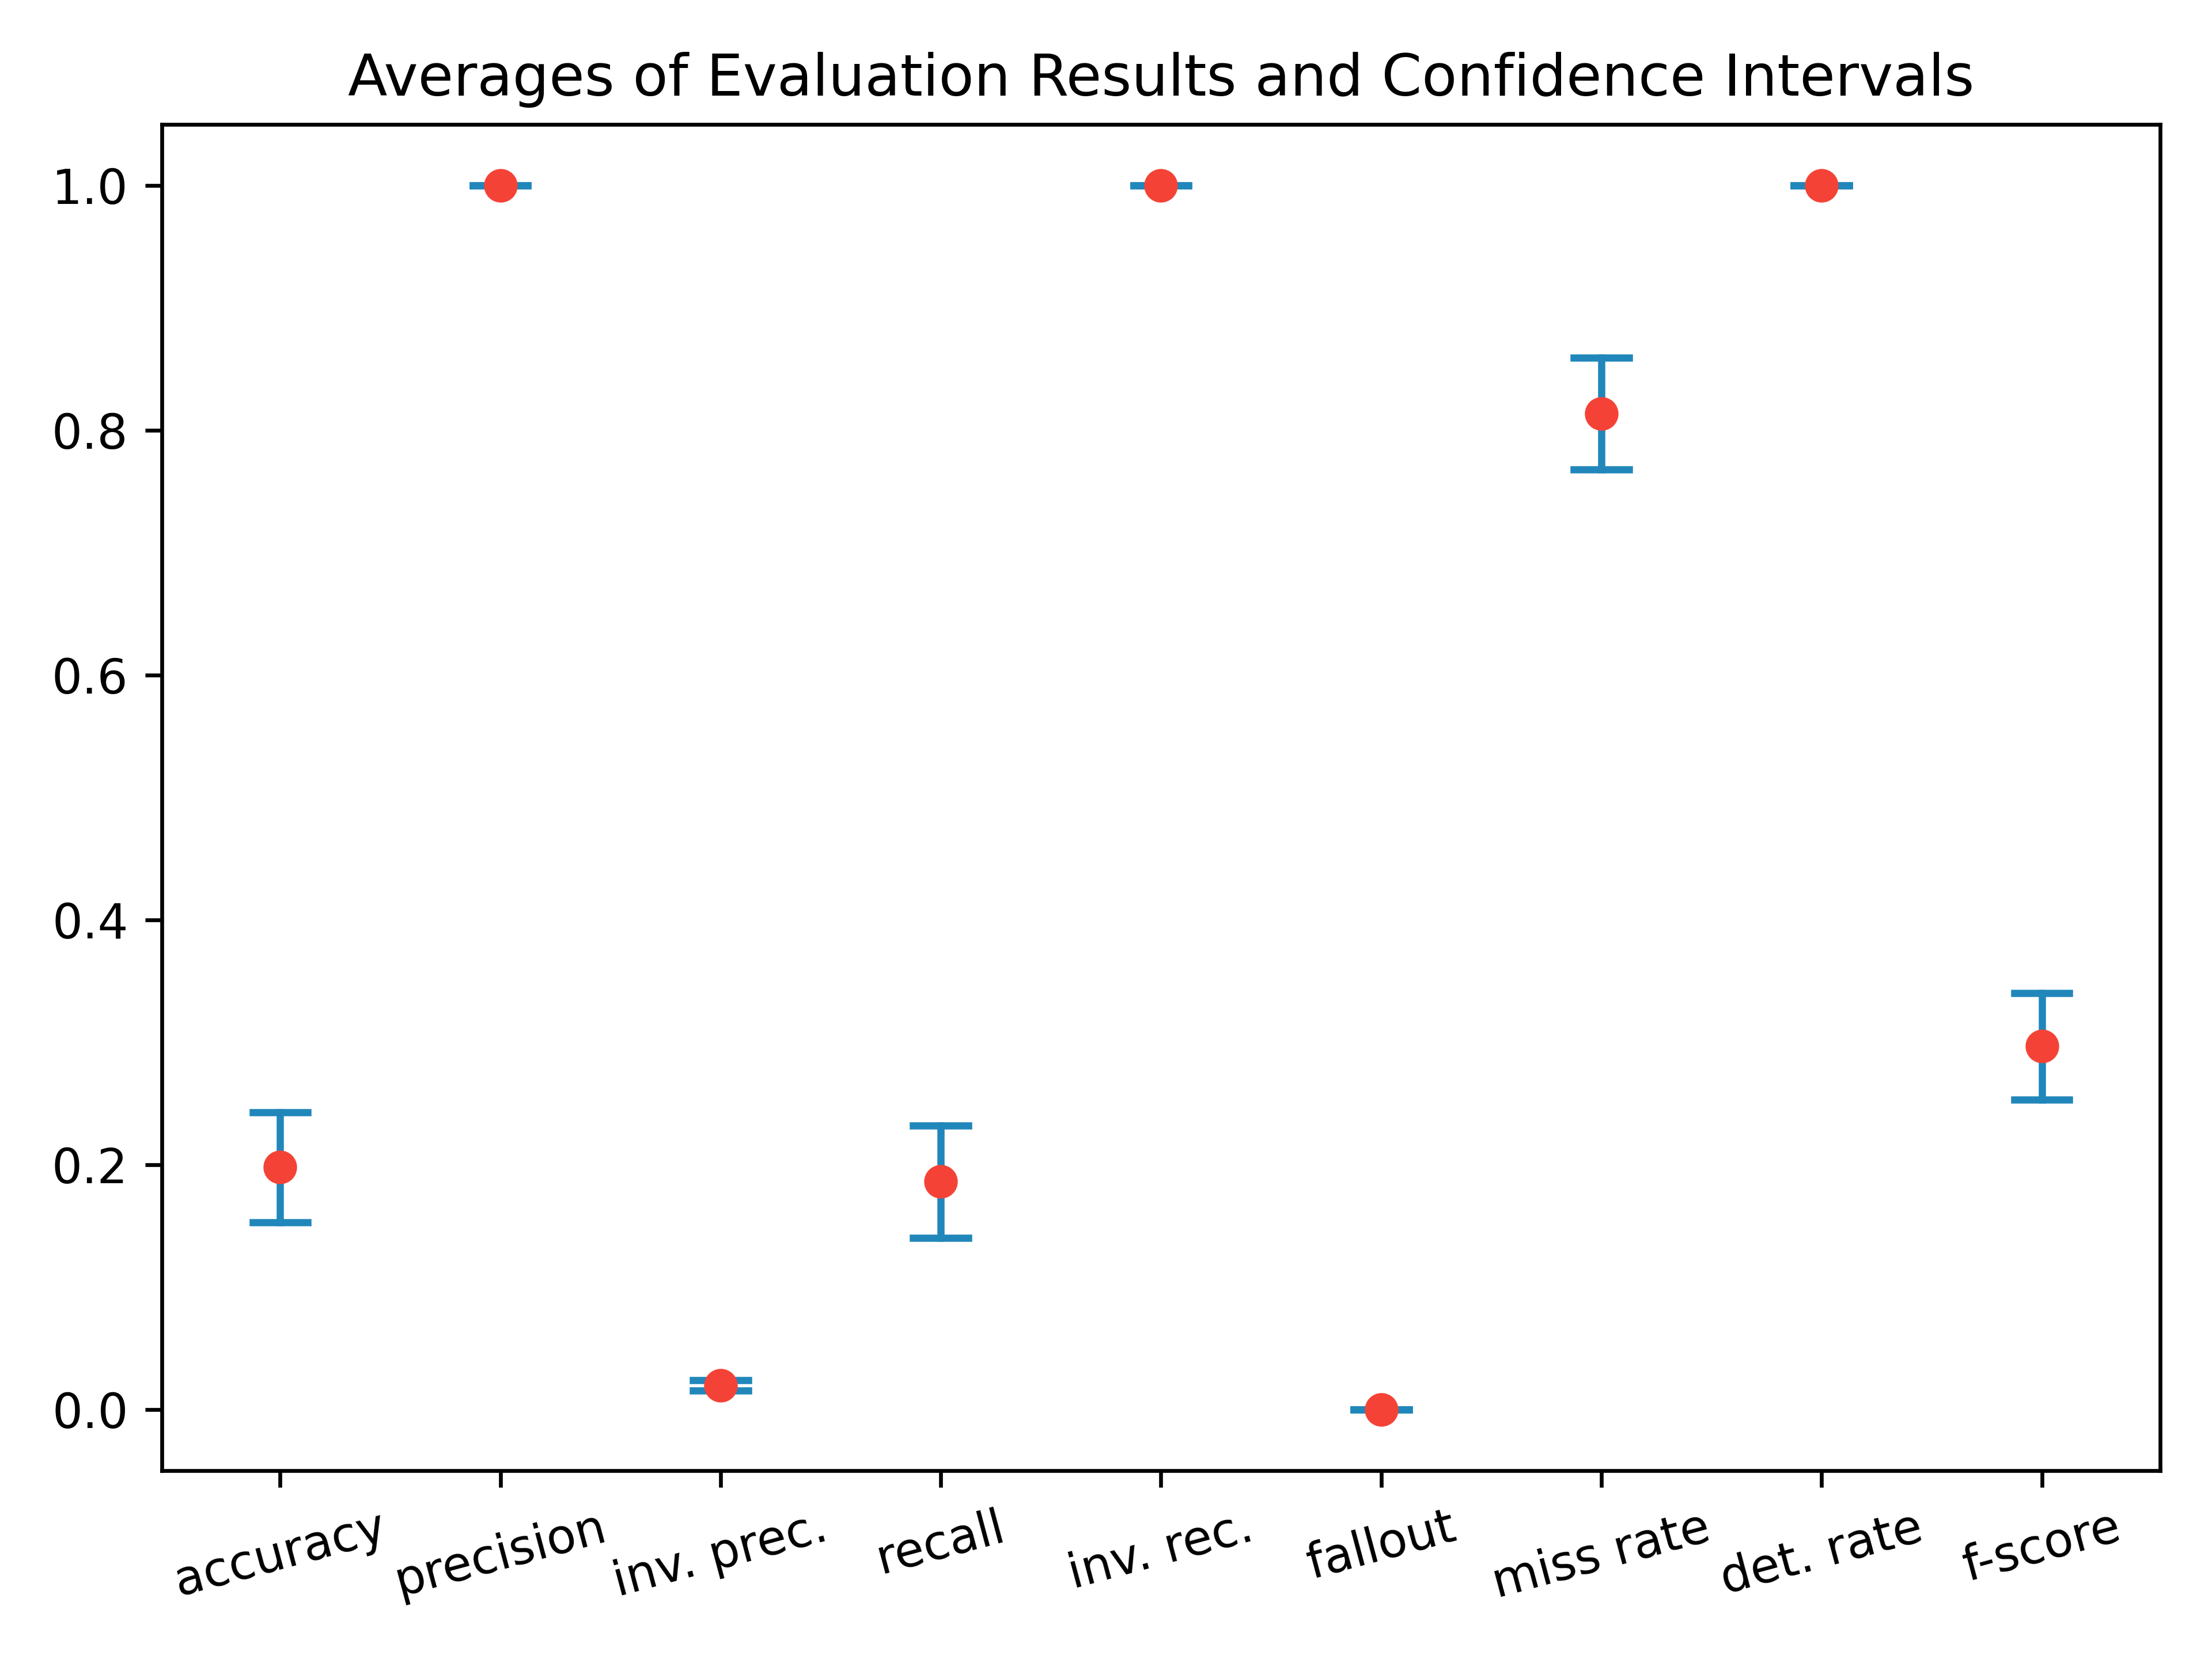 Averages of Evaluation Results and Confidence Intervals
1.0
0.8
0.6
0.4
0.2
0.0
accuracy
precision
inv. prec.
recall
inv. rec.
fallout
miss rate
det. rate
f-score